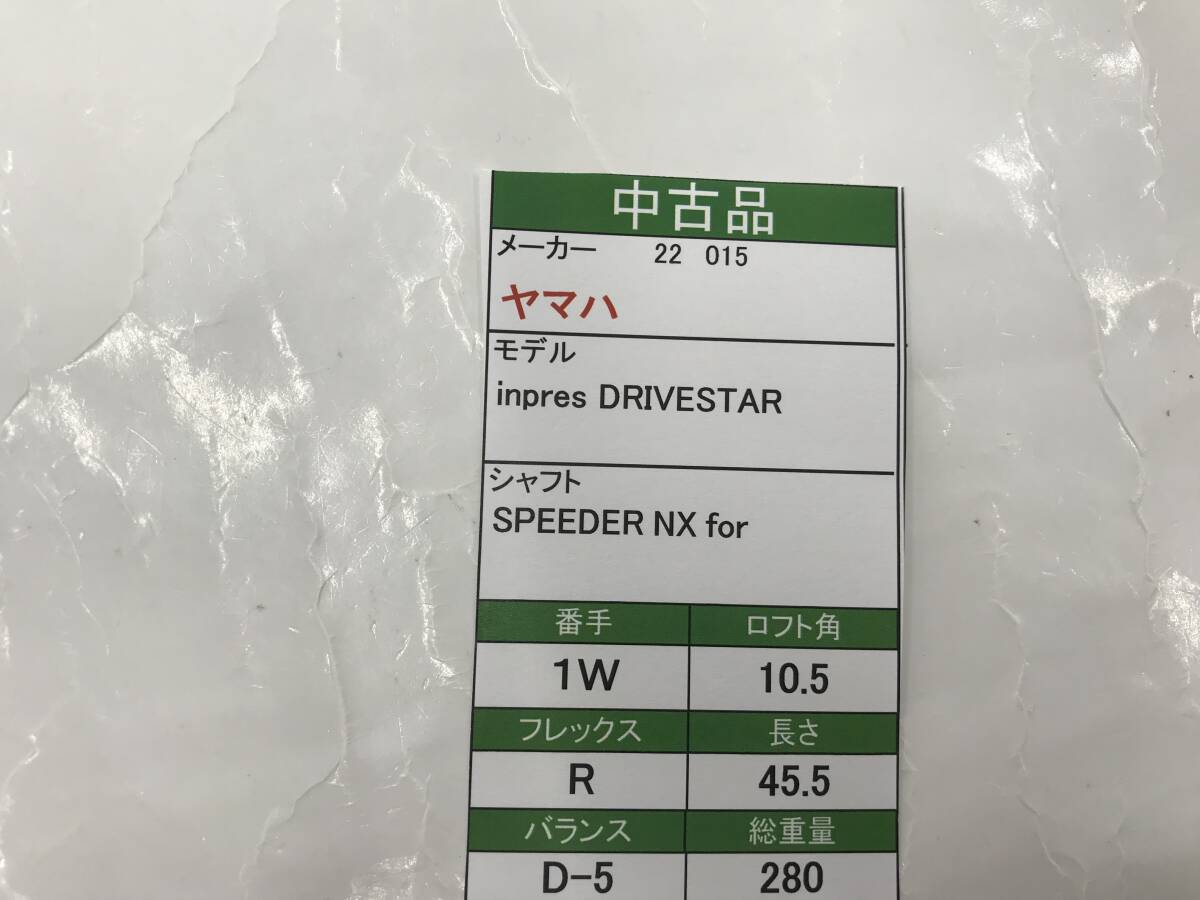 中古品
メーカー 22 015
ヤマハ
モデル
inpres DRIVESTAR
シャフト
SPEEDER NX for
番手 ロフト角
1W 10.5
フレックス 長さ
R 45.5
バランス 総重量
D-5 280